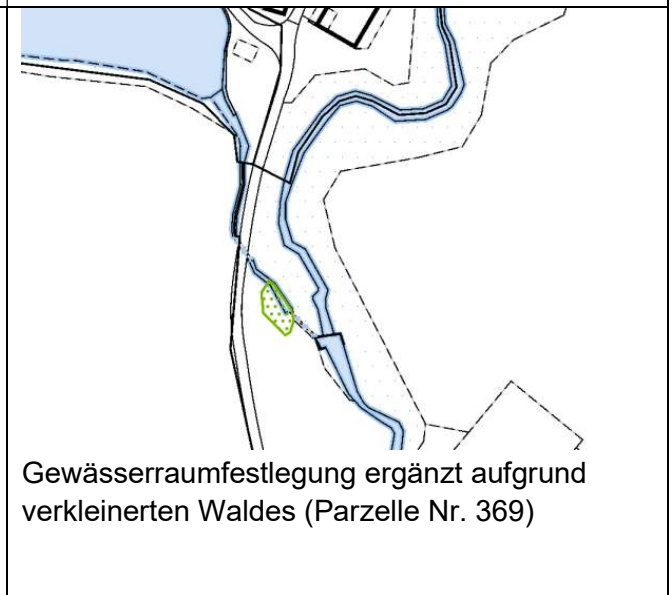 Gewässerraumfestlegung ergänzt aufgrund
verkleinerten Waldes (Parzelle Nr. 369)